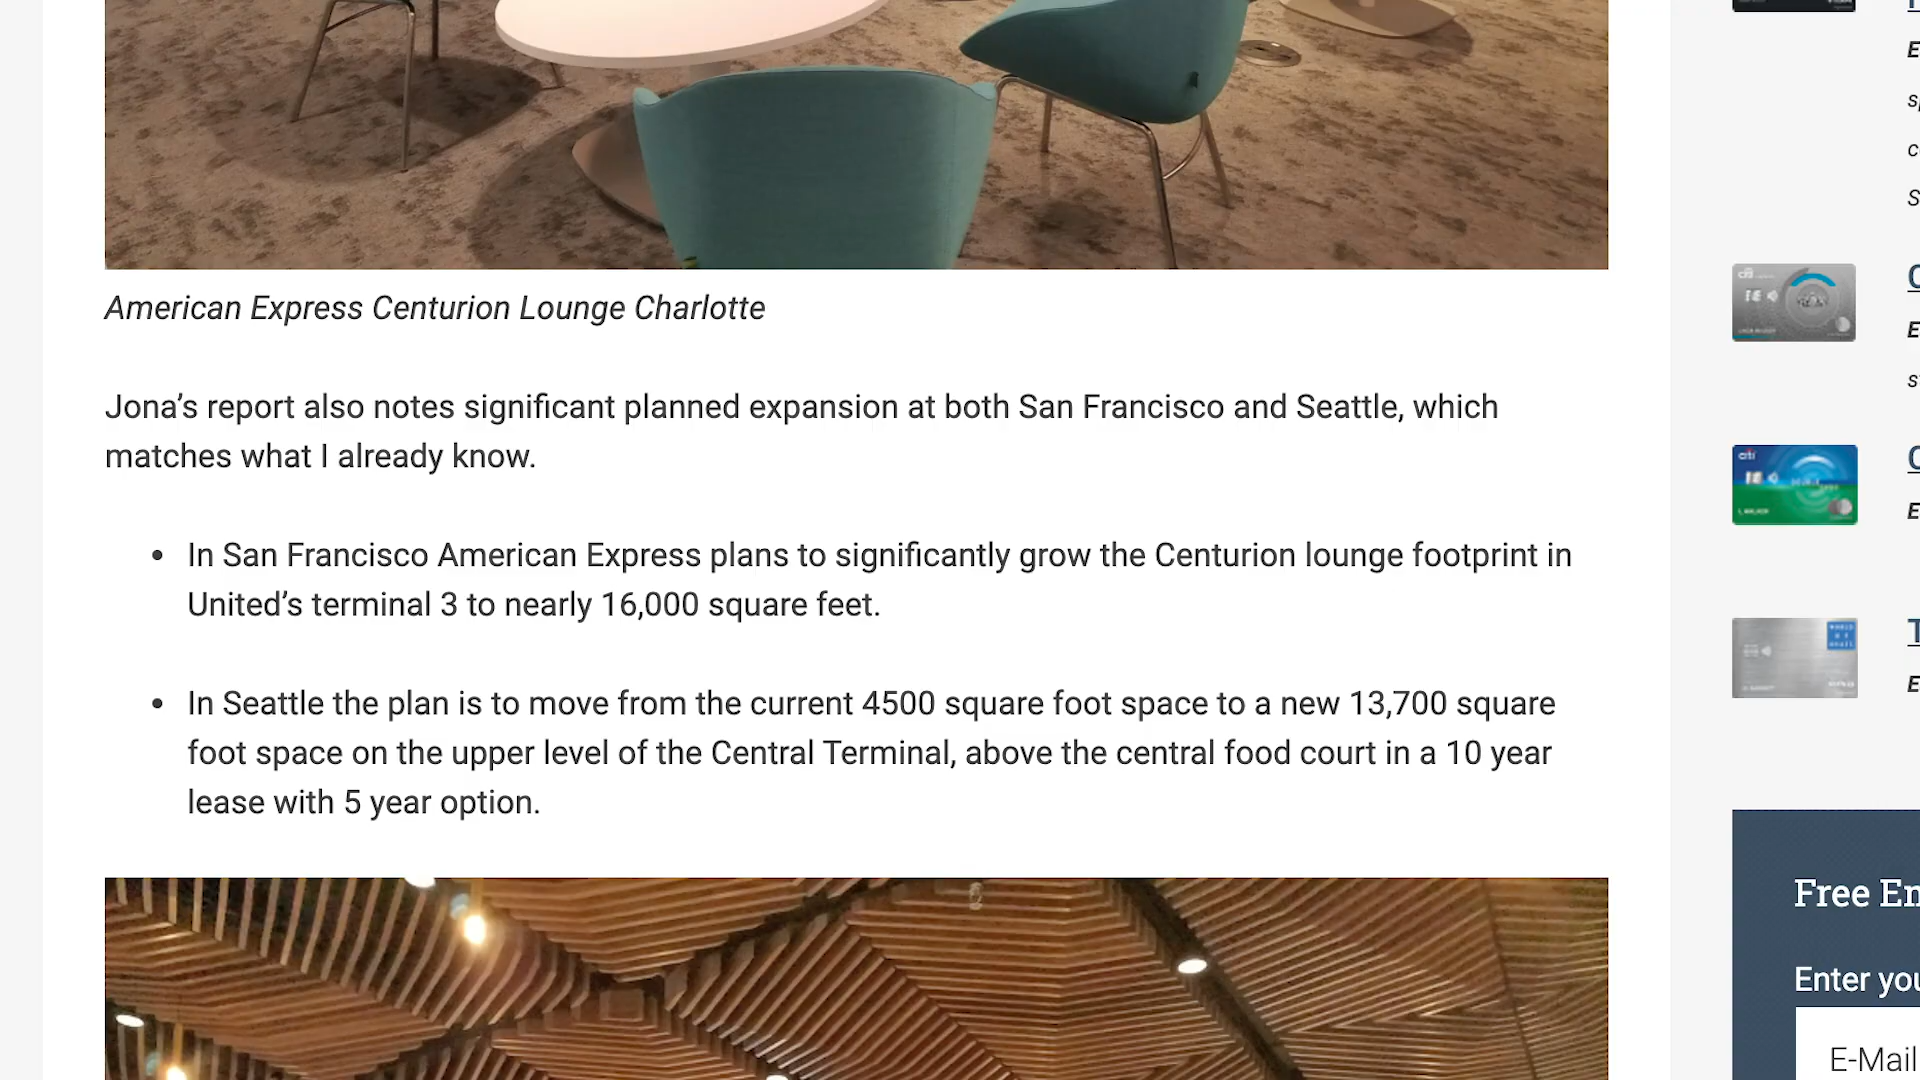 American Express Centurion Lounge Charlotte
Jona’s report also notes significant planned expansion at both San Francisco and Seattle, which
matches what I already know.
• In San Francisco American Express plans to significantly grow the Centurion lounge footprint in
United’s terminal 3 to nearly 16,000 square feet.
• In Seattle the plan is to move from the current 4500 square foot space to a new 13,700 square
foot space on the upper level of the Central Terminal, above the central food court in a 10 year
lease with 5 year option.
citi
citi
Free
Enter
E-Mail